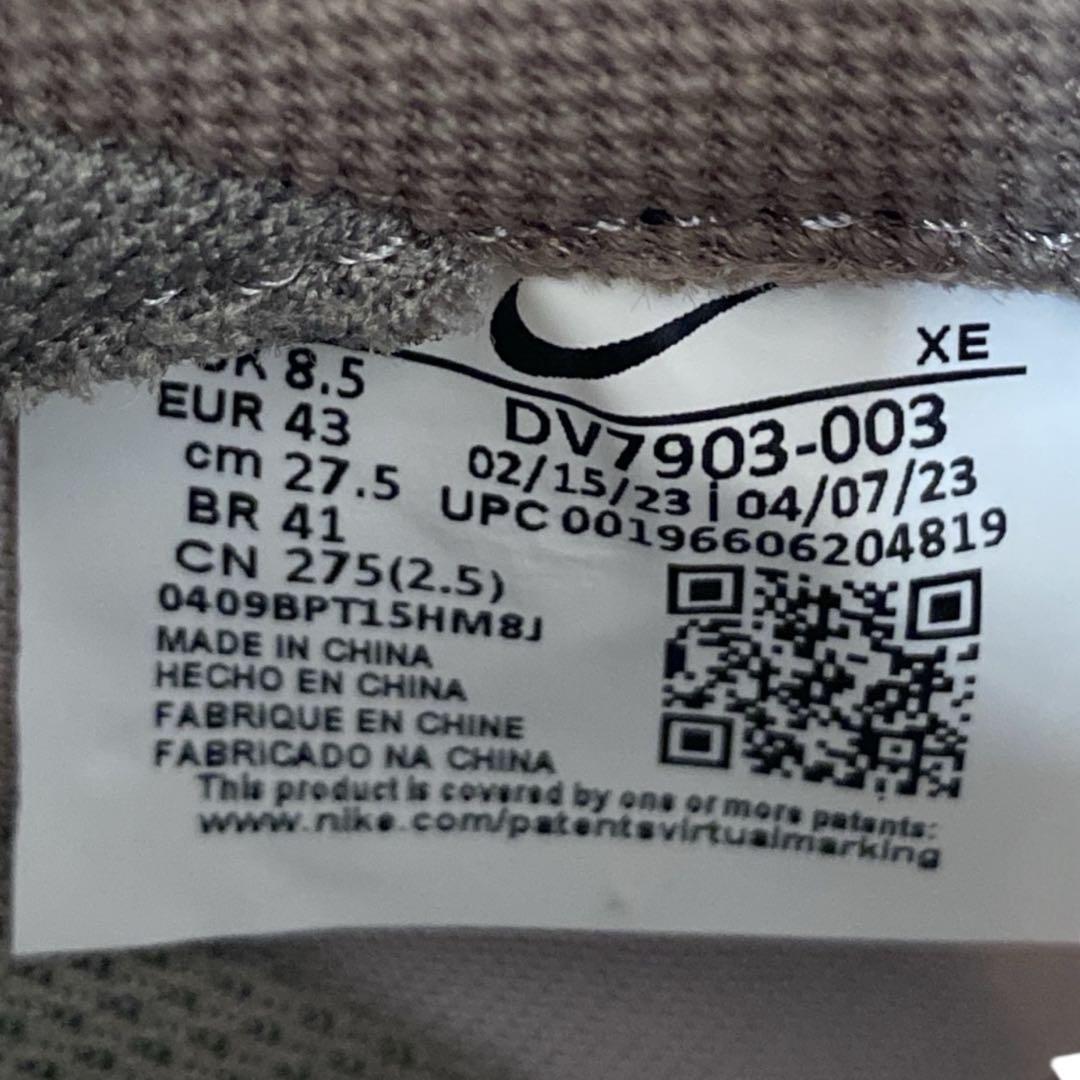 XE
UK 8.5
EUR 43
cm 27.5
BR 41
CN 275(2.5)
DV7903-003
02/15/23 | 04/07/23
UPC 00196606204819
0409BPT15HM8J
MADE IN CHINA
HECHO EN CHINA
FABRIQUE EN CHINE
FABRICADO NA CHINA
This product is covered by one or more patents:
www.nike.com/patentsvirtualmarking